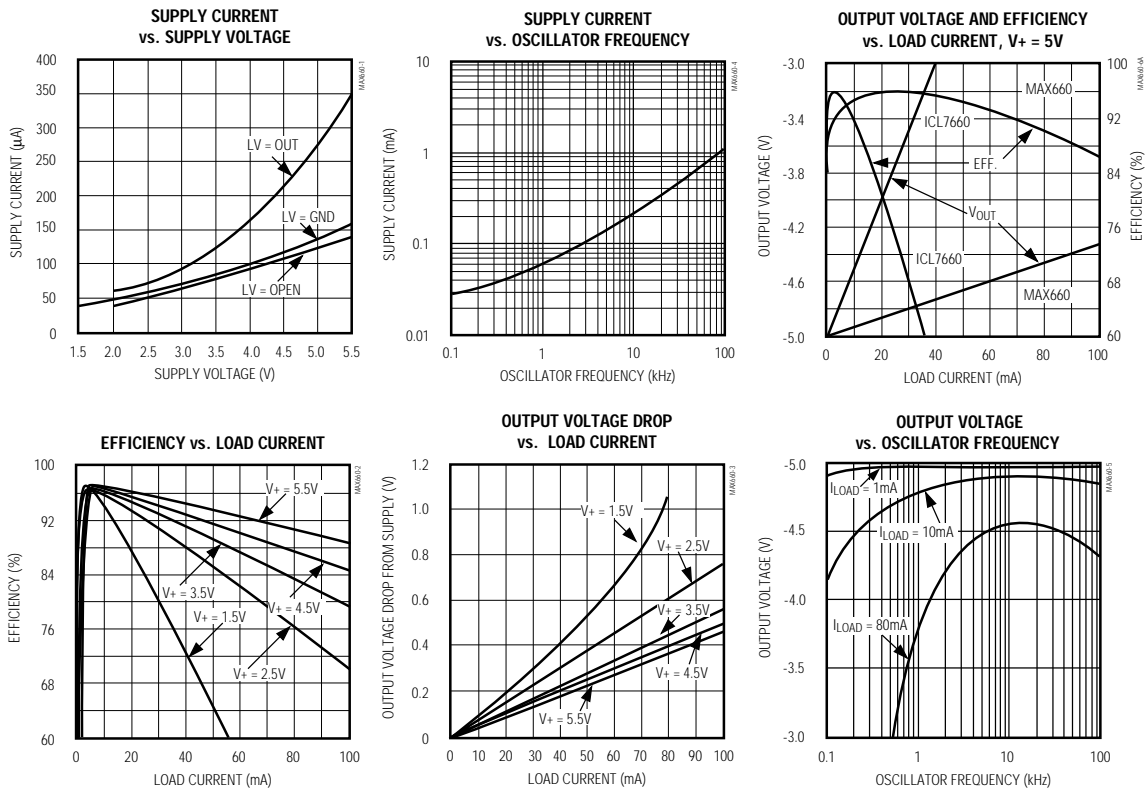 SUPPLY CURRENT
vs. SUPPLY VOLTAGE
MAX660-1
400
350
300
250
200
150
100
50
0
SUPPLY CURRENT (µA)
LV = OUT
LV = GND
LV = OPEN
1.5 2.0 2.5 3.0 3.5 4.0 4.5 5.0 5.5
SUPPLY VOLTAGE (V)
SUPPLY CURRENT
vs. OSCILLATOR FREQUENCY
MAX660-4
10
1
0.1
0.01
SUPPLY CURRENT (mA)
0.1 1 10 100
OSCILLATOR FREQUENCY (kHz)
OUTPUT VOLTAGE AND EFFICIENCY
vs. LOAD CURRENT, V+ = 5V
MAX660-6A
-3.0
-3.4
-3.8
-4.2
-4.6
-5.0
OUTPUT VOLTAGE (V)
100
92
84
76
68
60
EFFICIENCY (%)
MAX660
ICL7660
EFF.
VOUT
ICL7660
MAX660
0 20 40 60 80 100
LOAD CURRENT (mA)
EFFICIENCY vs. LOAD CURRENT
MAX660-2
100
92
84
76
68
60
EFFICIENCY (%)
V+ = 5.5V
V+ = 3.5V
V+ = 4.5V
V+ = 1.5V
V+ = 2.5V
0 20 40 60 80 100
LOAD CURRENT (mA)
OUTPUT VOLTAGE DROP
vs. LOAD CURRENT
MAX660-3
1.2
1.0
0.8
0.6
0.4
0.2
0
OUTPUT VOLTAGE DROP FROM SUPPLY (V)
V+ = 1.5V
V+ = 2.5V
V+ = 3.5V
V+ = 4.5V
V+ = 5.5V
0 10 20 30 40 50 60 70 80 90 100
LOAD CURRENT (mA)
OUTPUT VOLTAGE
vs. OSCILLATOR FREQUENCY
MAX660-5
-5.0
-4.5
-4.0
-3.5
-3.0
OUTPUT VOLTAGE (V)
ILOAD = 1mA
ILOAD = 10mA
ILOAD = 80mA
0.1 1 10 100
OSCILLATOR FREQUENCY (kHz)